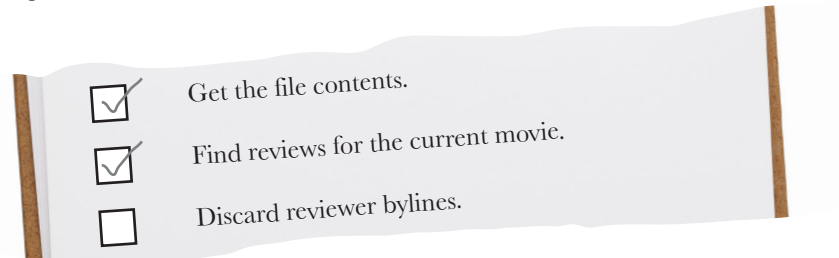 Get the file contents.
Find reviews for the current movie.
Discard reviewer bylines.